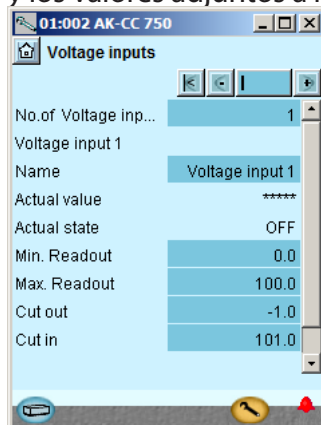 y los valores adjuntos a
01:002 AK-CC 750
Voltage inputs
No.of Voltage inp... 1
Voltage input 1
Name Voltage input 1
Actual value *****
Actual state OFF
Min. Readout 0.0
Max. Readout 100.0
Cut out -1.0
Cut in 101.0